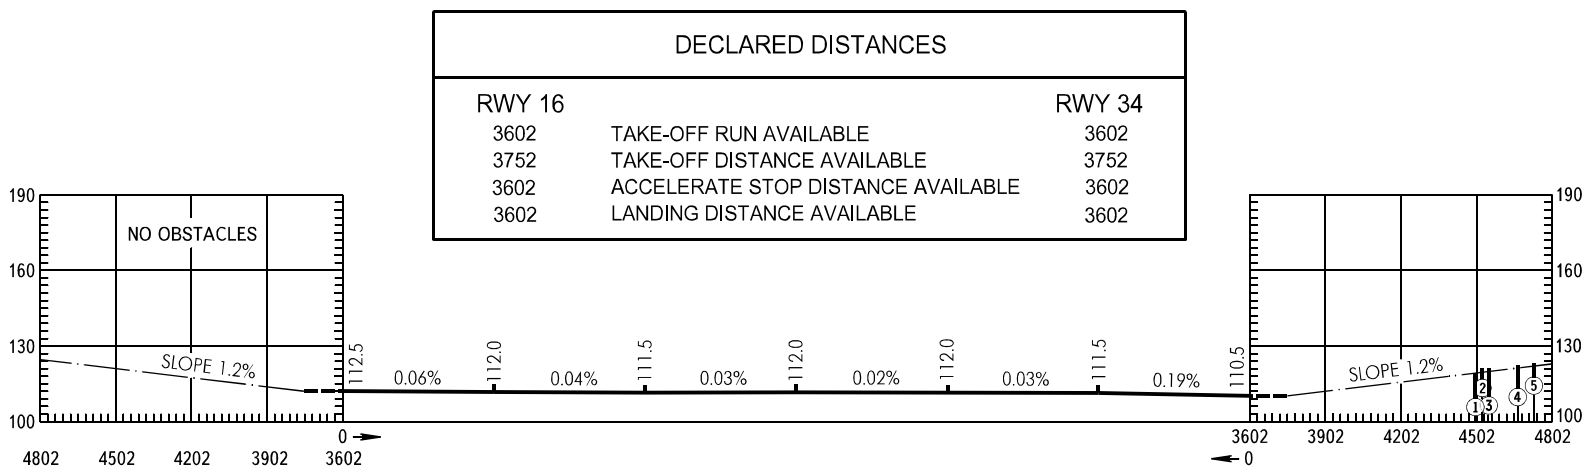 DECLARED DISTANCES
RWY 16 RWY 34
3602 TAKE-OFF RUN AVAILABLE 3602
3752 TAKE-OFF DISTANCE AVAILABLE 3752
3602 ACCELERATE STOP DISTANCE AVAILABLE 3602
3602 LANDING DISTANCE AVAILABLE 3602
190 190
NO OBSTACLES
160 160
130 130
SLOPE 1.2% 112.5 0.06% 112.0 0.04% 111.5 0.03% 112.0 0.02% 112.0 0.03% 111.5 0.19% 110.5 SLOPE 1.2%
1 2 3 4 5
100 100
0 3602 3902 4202 4502 4802
4802 4502 4202 3902 3602 0